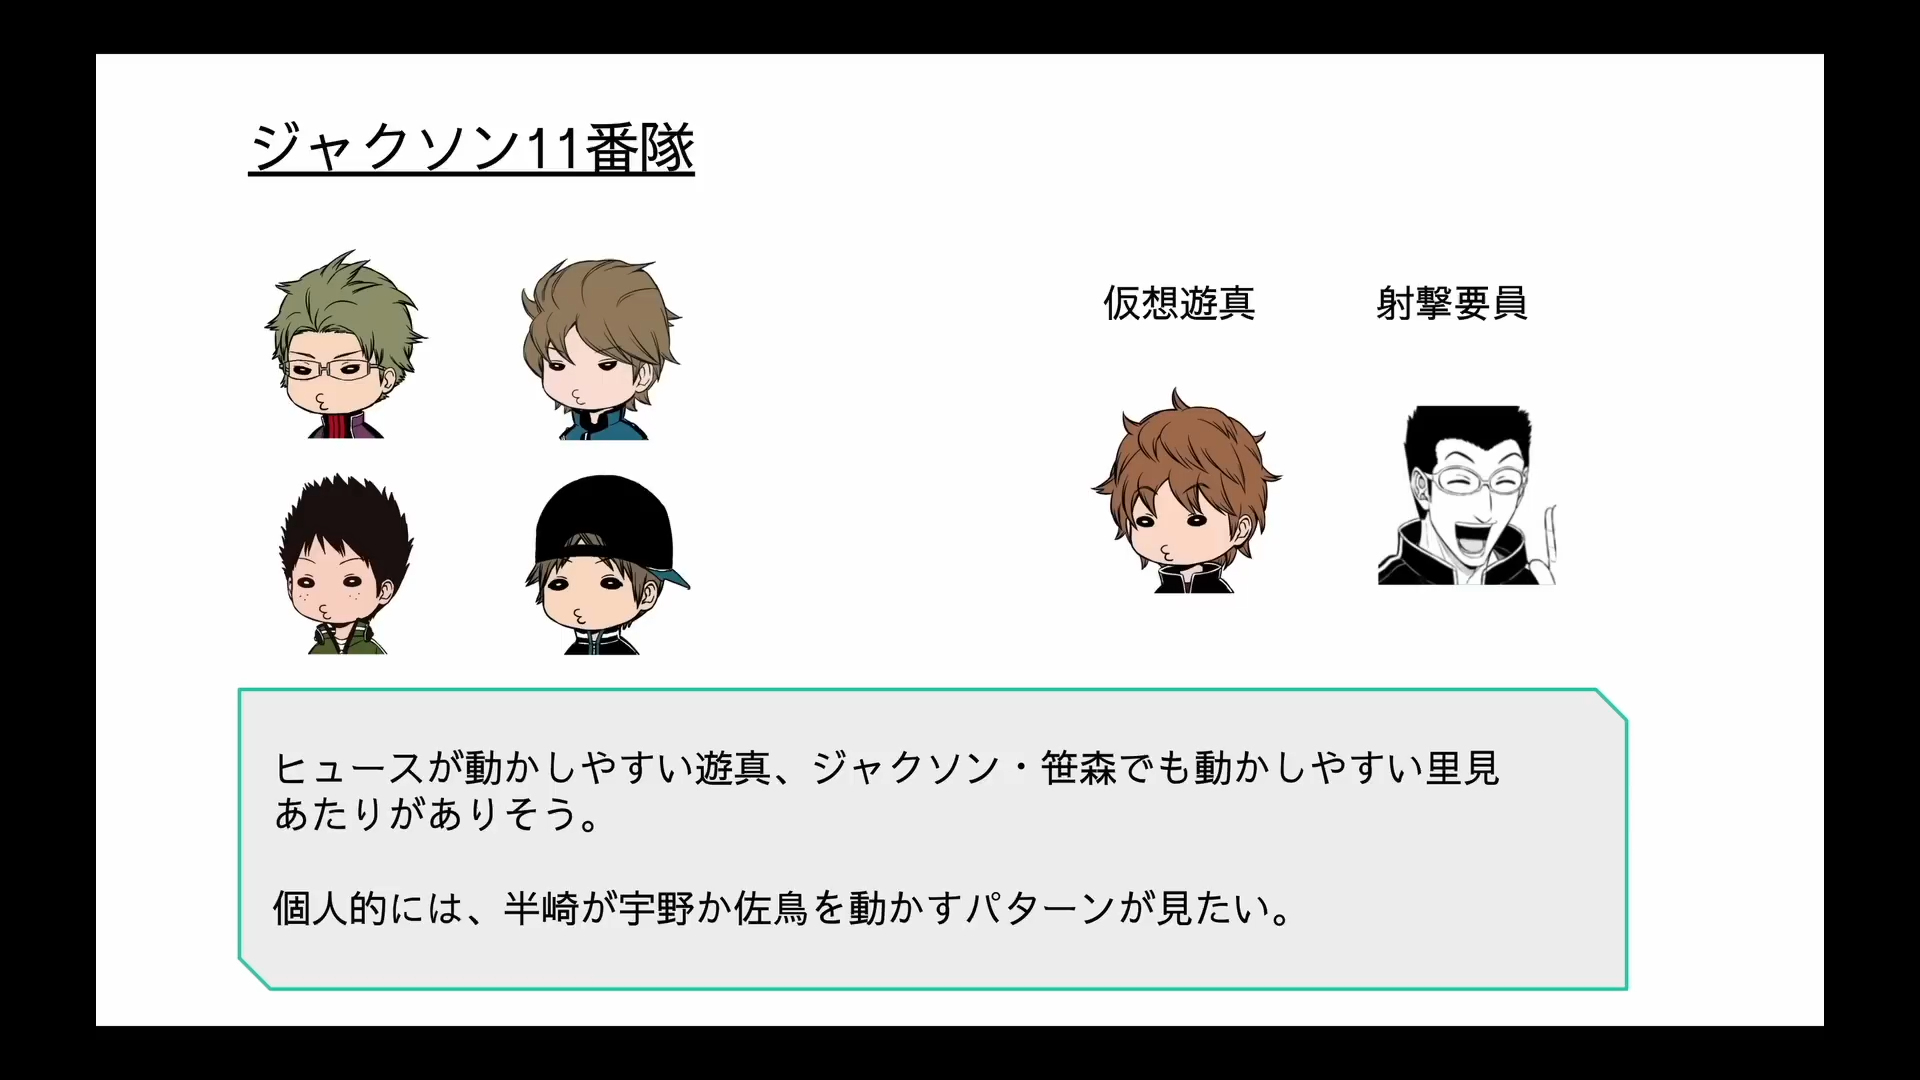 ジャクソン11番隊
仮想遊真
射撃要員
ヒュースが動かしやすい遊真、ジャクソン・笹森でも動かしやすい里見
あたりがありそう。
個人的には、半崎が宇野か佐鳥を動かすパターンが見たい。